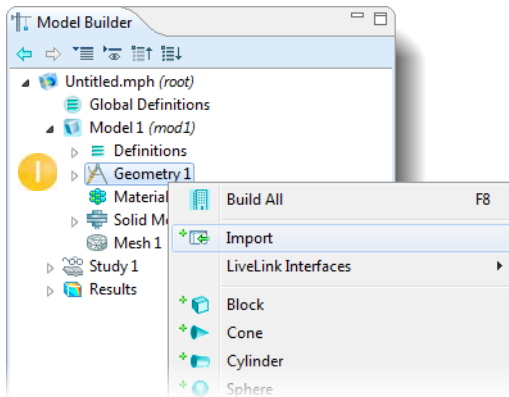 Model Builder
Untitled.mph (root)
Global Definitions
Model 1 (mod1)
Definitions
1
Geometry 1
Material
Build All F8
Solid M
Import
Mesh 1
LiveLink Interfaces
Study 1
Results
Block
Cone
Cylinder
Sphere